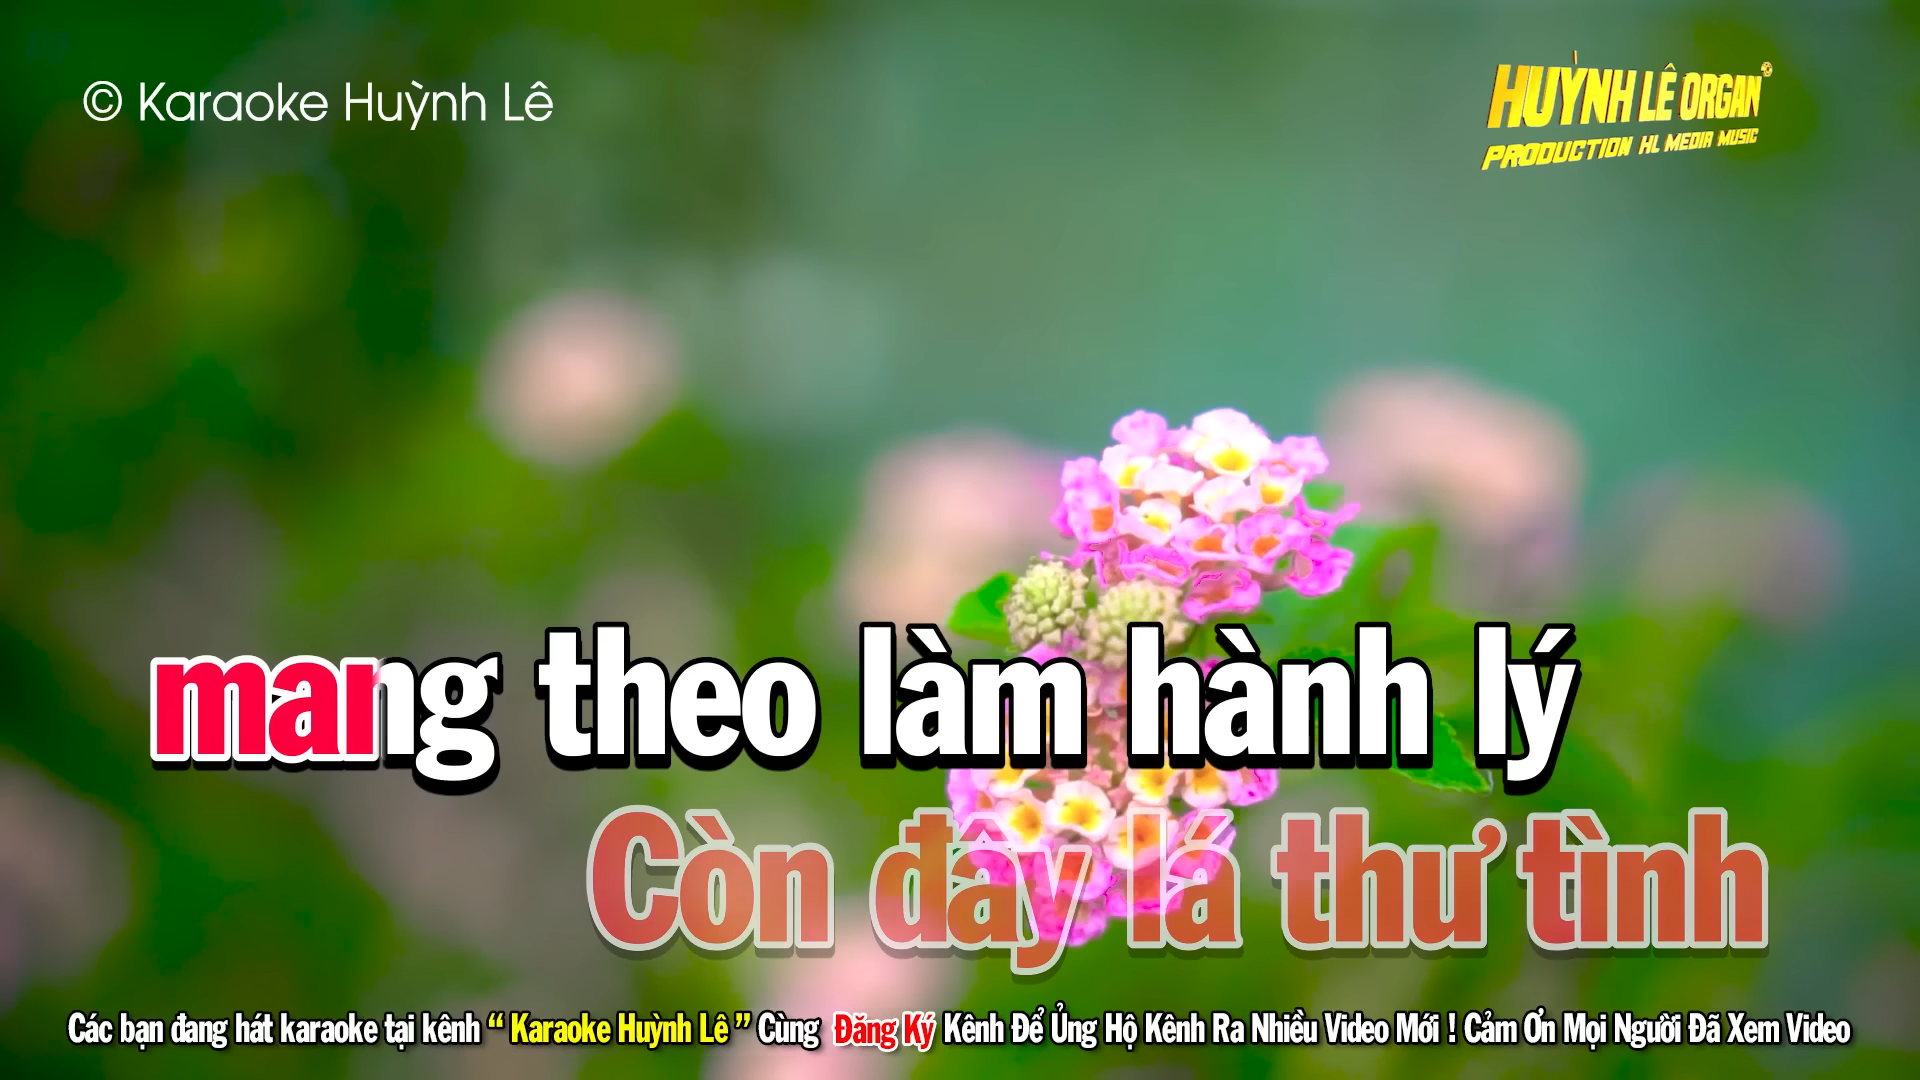 © Karaoke Huỳnh Lê
HUỲNH LÊ ORGAN
PRODUCTION HL MEDIA MUSIC
mang theo làm hành lý
Còn đây lá thư tình
Các bạn đang hát karaoke tại kênh “ Karaoke Huỳnh Lê ” Cùng Đăng Ký Kênh Để Ủng Hộ Kênh Ra Nhiều Video Mới ! Cảm Ơn Mọi Người Đã Xem Video